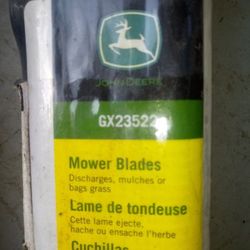 JOHN DEERE
GX23522
Mower Blades
Discharges, mulches or
bags grass
Lame de tondeuse
Cette lame ejecte,
hache ou ensache l'herbe
Cuchillas